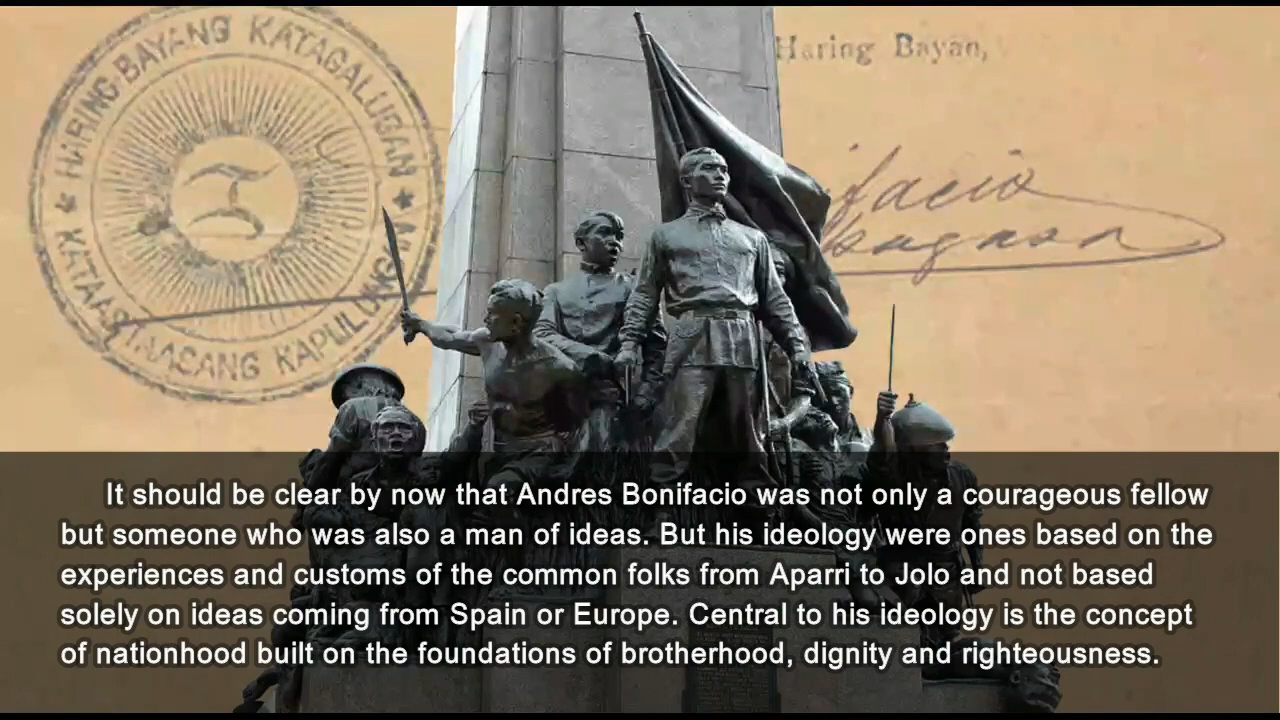 HARING BAYANG KATAGALUGAN
Haring Bayan,
It should be clear by now that Andres Bonifacio was not only a courageous fellow
but someone who was also a man of ideas. But his ideology were ones based on the
experiences and customs of the common folks from Aparri to Jolo and not based
solely on ideas coming from Spain or Europe. Central to his ideology is the concept
of nationhood built on the foundations of brotherhood, dignity and righteousness.